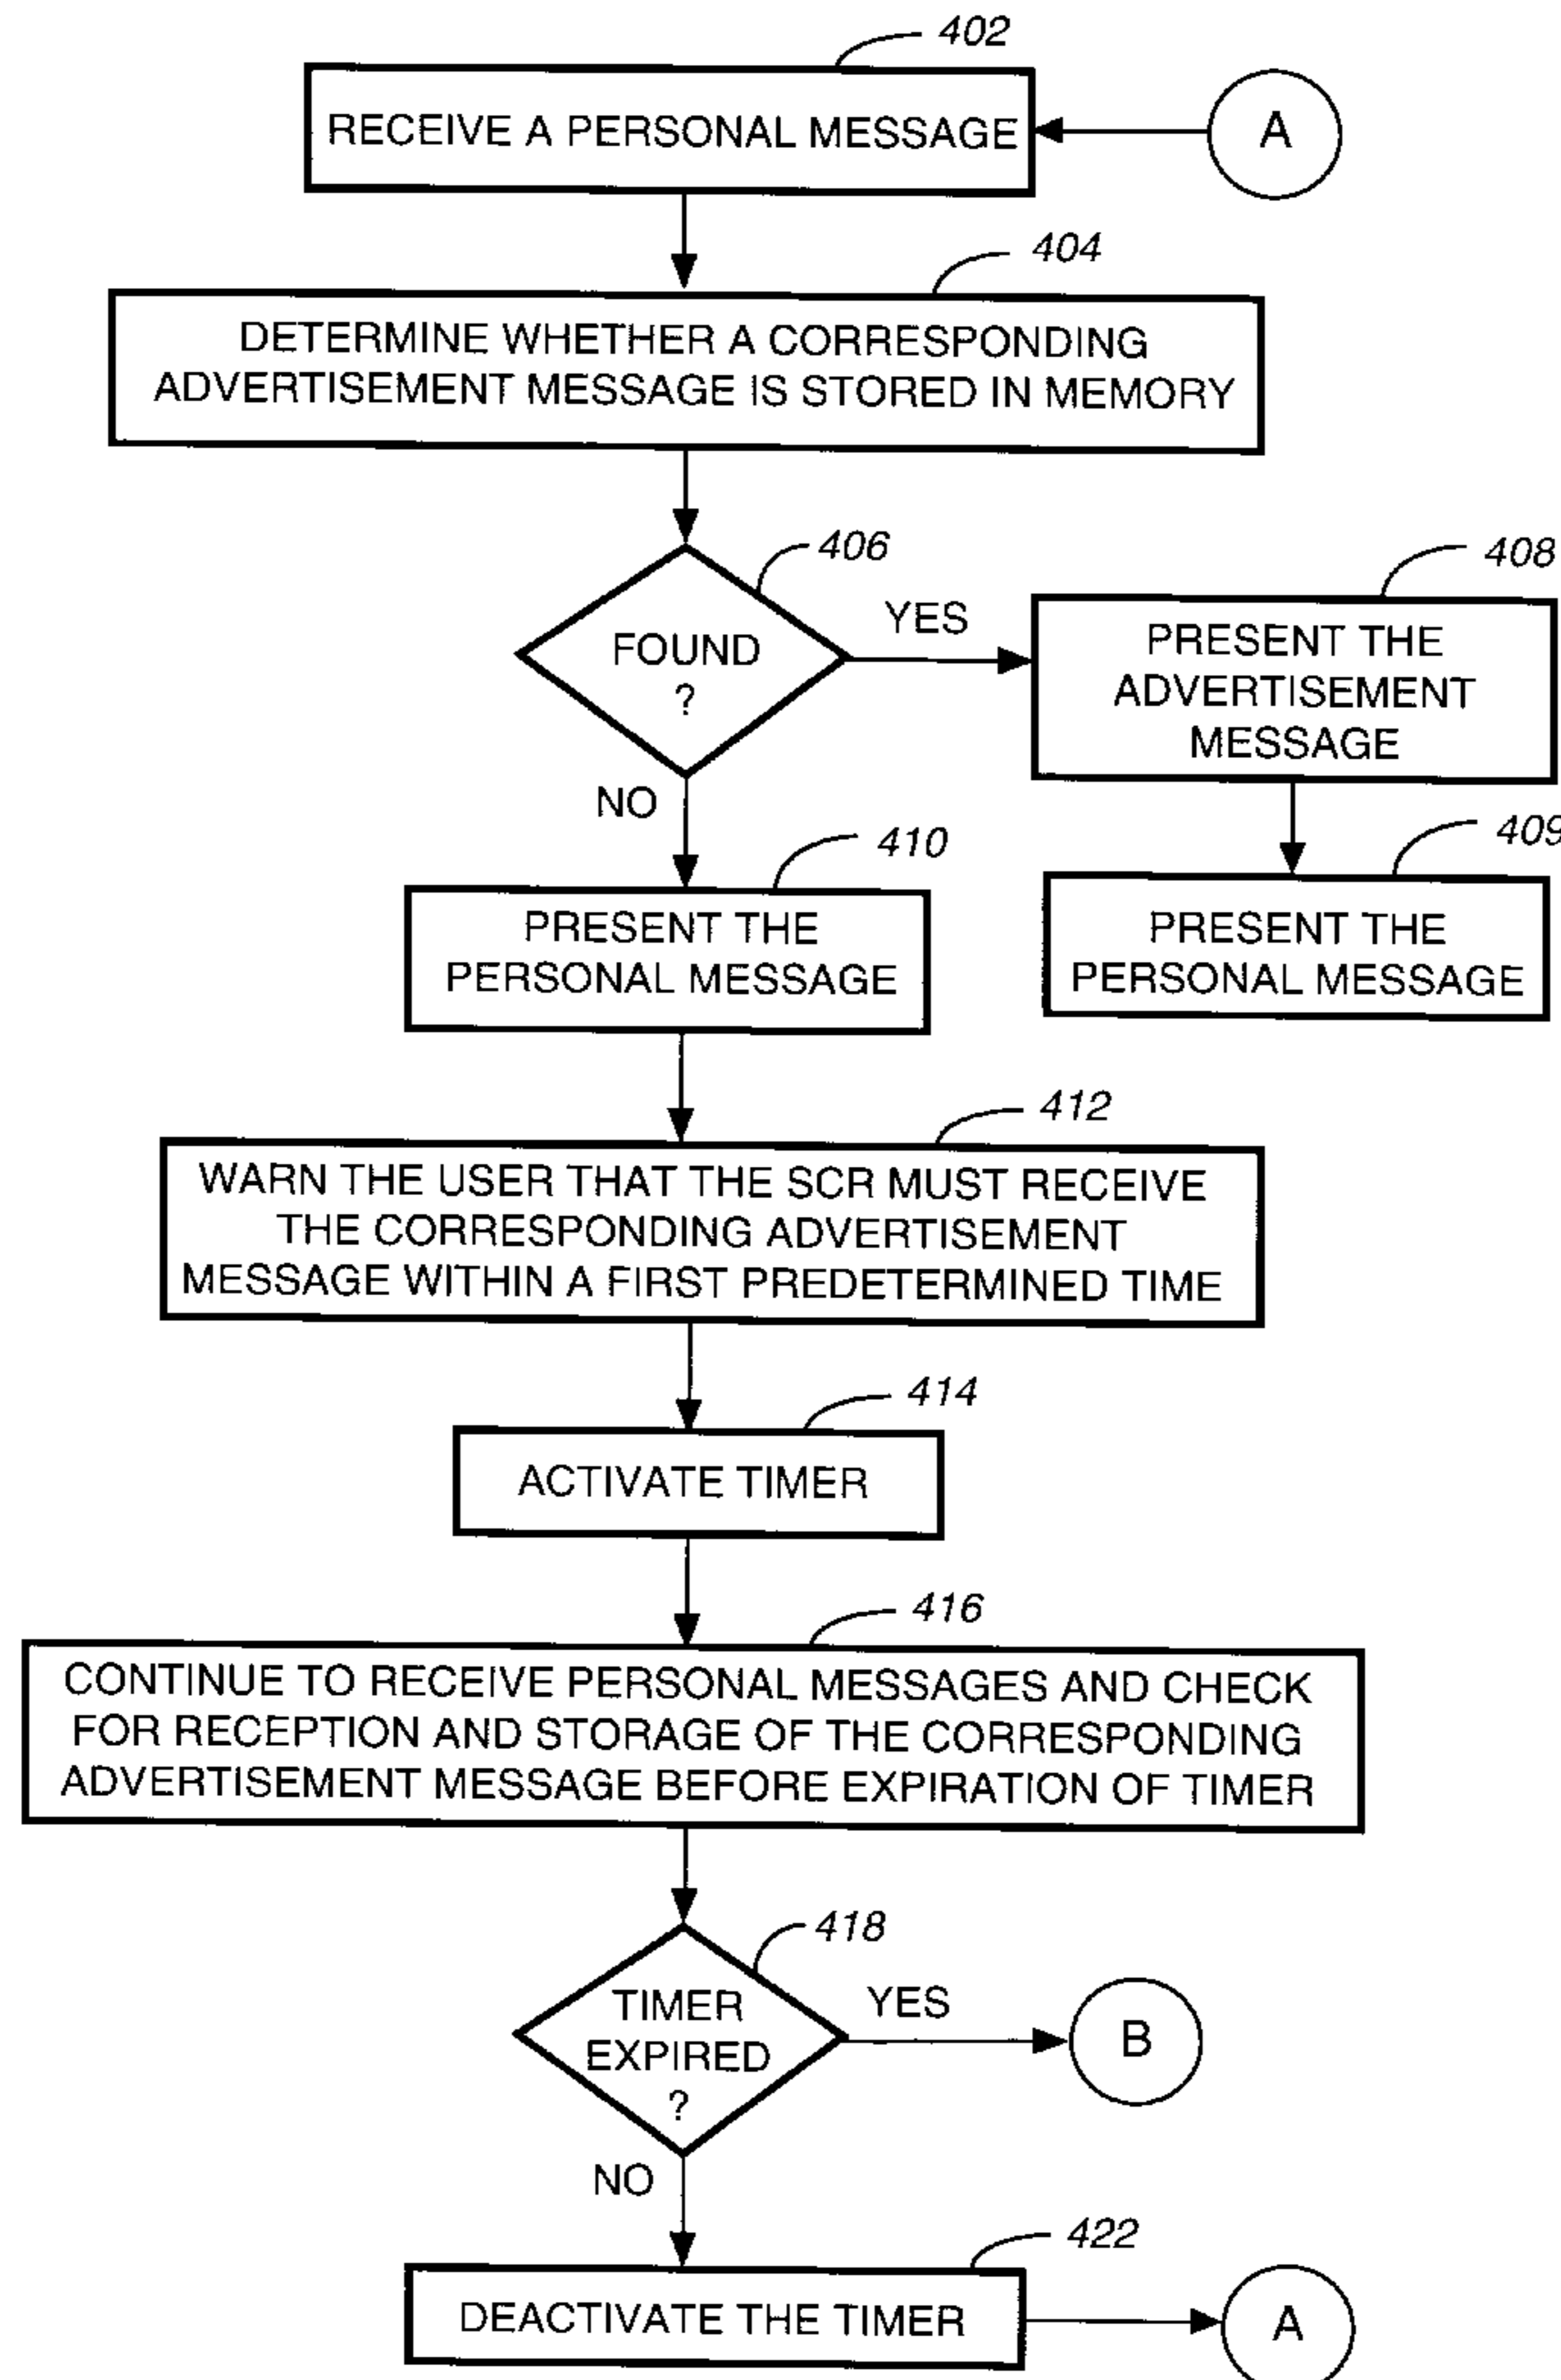 402
RECEIVE A PERSONAL MESSAGE
A
404
DETERMINE WHETHER A CORRESPONDING
ADVERTISEMENT MESSAGE IS STORED IN MEMORY
406
FOUND
?
YES
408
PRESENT THE
ADVERTISEMENT
MESSAGE
NO
409
PRESENT THE
PERSONAL MESSAGE
410
PRESENT THE
PERSONAL MESSAGE
412
WARN THE USER THAT THE SCR MUST RECEIVE
THE CORRESPONDING ADVERTISEMENT
MESSAGE WITHIN A FIRST PREDETERMINED TIME
414
ACTIVATE TIMER
416
CONTINUE TO RECEIVE PERSONAL MESSAGES AND CHECK
FOR RECEPTION AND STORAGE OF THE CORRESPONDING
ADVERTISEMENT MESSAGE BEFORE EXPIRATION OF TIMER
418
TIMER
EXPIRED
?
YES
B
NO
422
DEACTIVATE THE TIMER
A